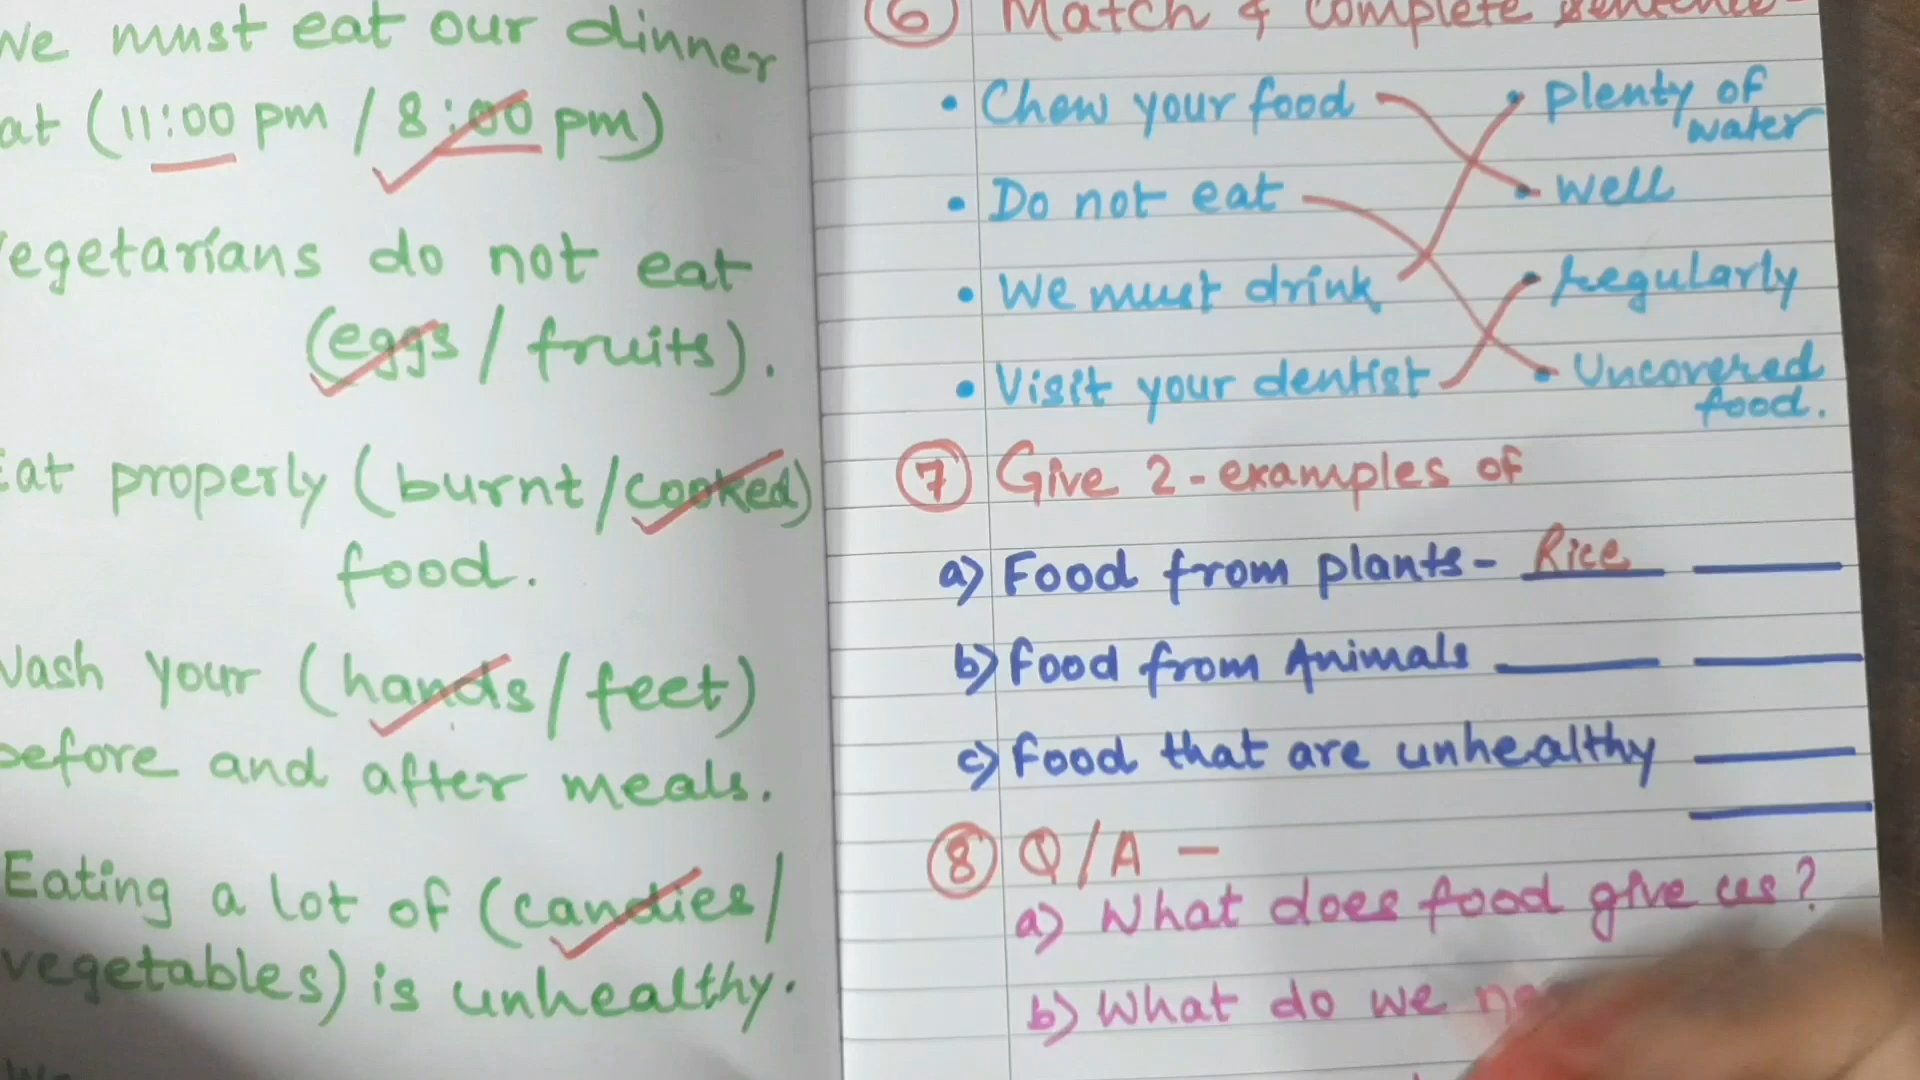 We must eat our dinner
at (11:00 pm / 8:00 pm)
egetarians do not eat
(eggs / fruits).
Eat properly (burnt / cooked)
food.
Wash your (hands / feet)
before and after meals.
Eating a lot of (candies /
vegetables) is unhealthy.
6 Match & Complete sentence-
• Chew your food • plenty of
water
• Do not eat • well
• We must drink • regularly
• Visit your dentist • Uncovered
food.
7 Give 2-examples of
a) Food from plants- Rice
b) Food from Animals
c) Food that are unhealthy
8 Q/A -
a) What does food give us?
b) What do we